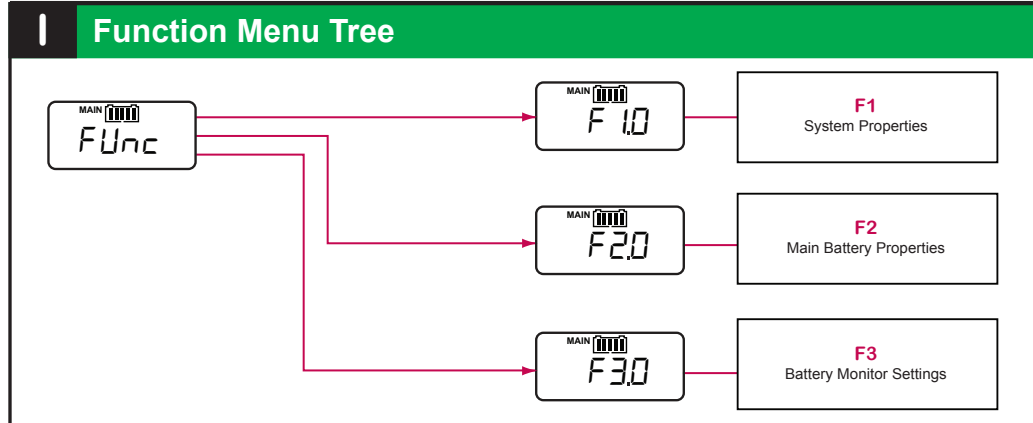 I Function Menu Tree
MAIN
FUnc
MAIN
F 1.0
F1
System Properties
MAIN
F2.0
F2
Main Battery Properties
MAIN
F3.0
F3
Battery Monitor Settings